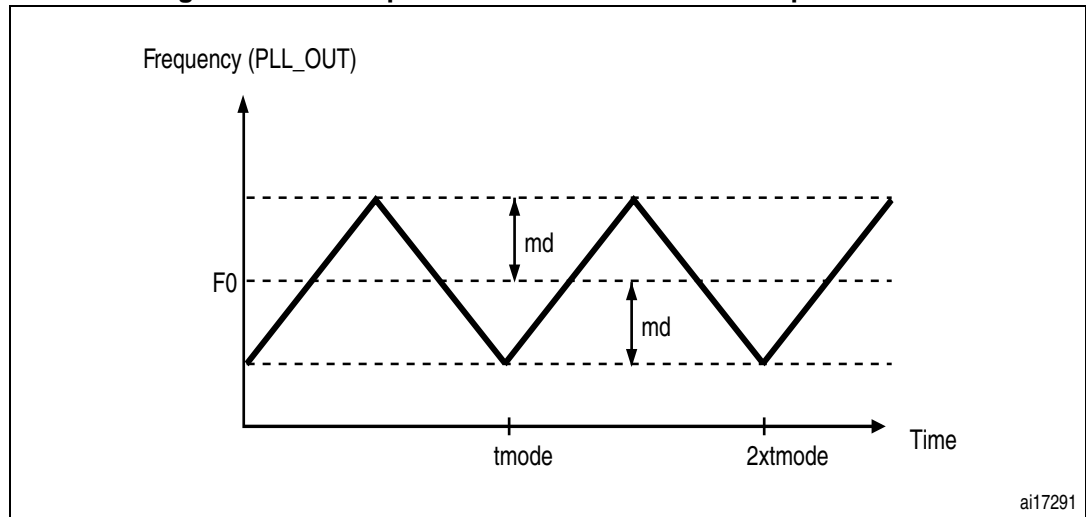 Frequency (PLL_OUT)
md
F0
md
tmode
2xtmode
Time
ai17291